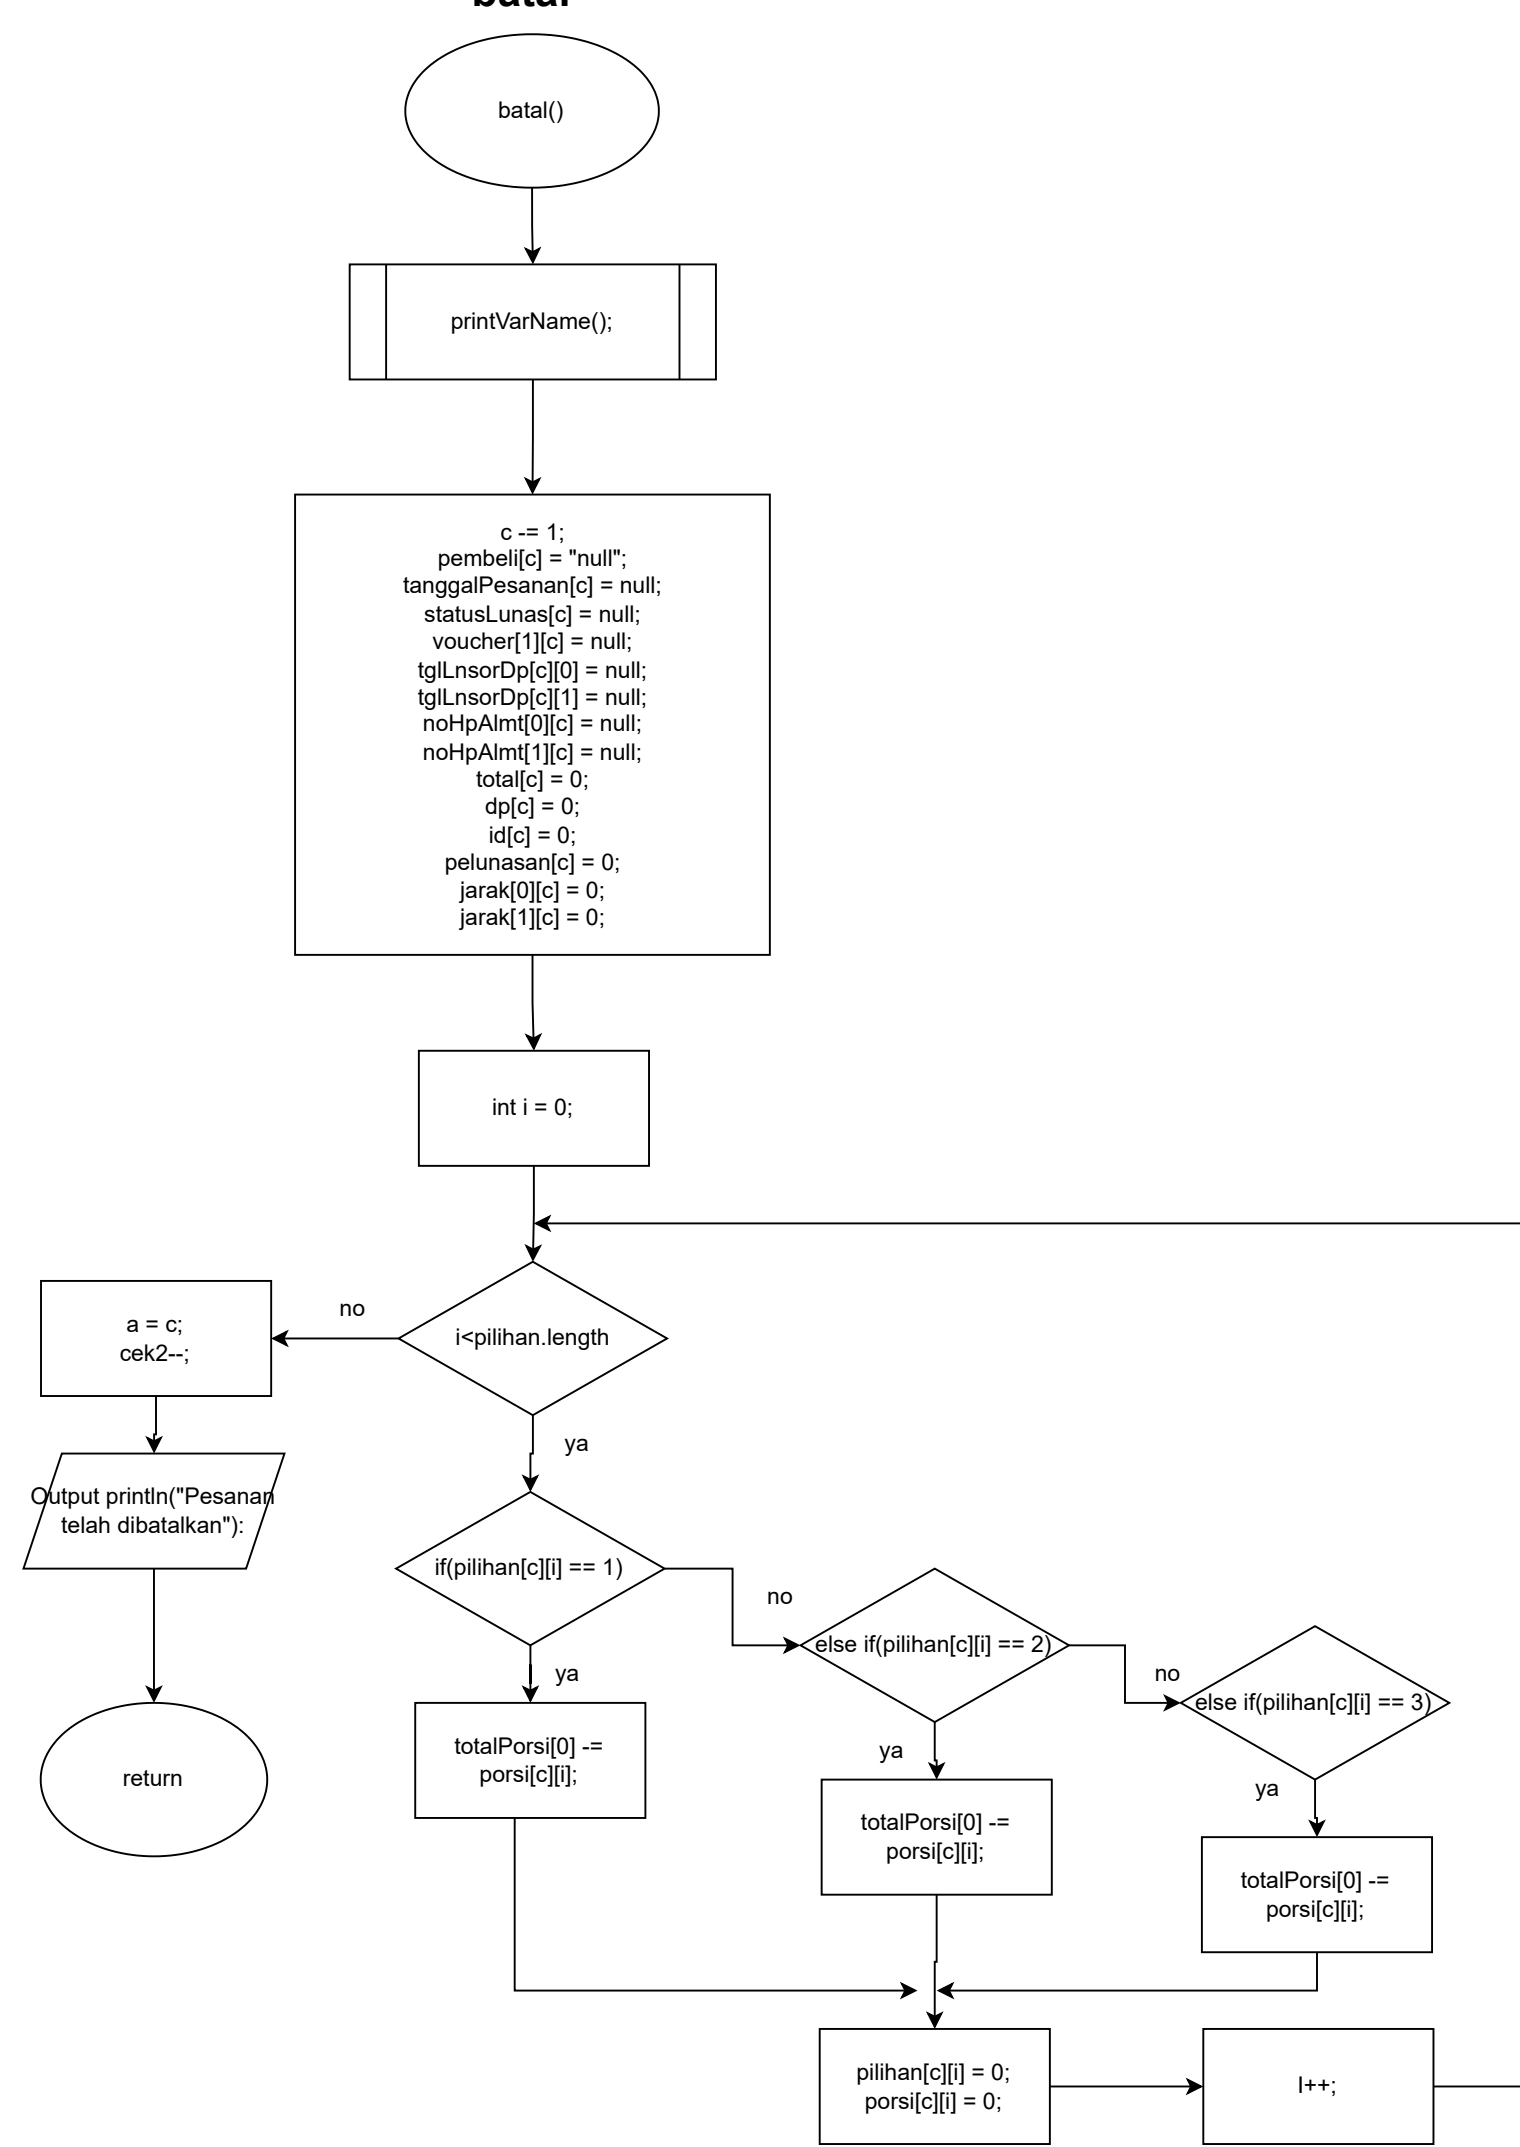 batal
batal()
printVarName();
c -= 1;
pembeli[c] = "null";
tanggalPesanan[c] = null;
statusLunas[c] = null;
voucher[1][c] = null;
tglLnsorDp[c][0] = null;
tglLnsorDp[c][1] = null;
noHpAlmt[0][c] = null;
noHpAlmt[1][c] = null;
total[c] = 0;
dp[c] = 0;
id[c] = 0;
pelunasan[c] = 0;
jarak[0][c] = 0;
jarak[1][c] = 0;
int i = 0;
i<pilihan.length
no
a = c;
cek2--;
Output println("Pesanan
telah dibatalkan"):
return
ya
if(pilihan[c][i] == 1)
no
else if(pilihan[c][i] == 2)
no
else if(pilihan[c][i] == 3)
ya
totalPorsi[0] -=
porsi[c][i];
ya
totalPorsi[0] -=
porsi[c][i];
ya
totalPorsi[0] -=
porsi[c][i];
pilihan[c][i] = 0;
porsi[c][i] = 0;
I++;